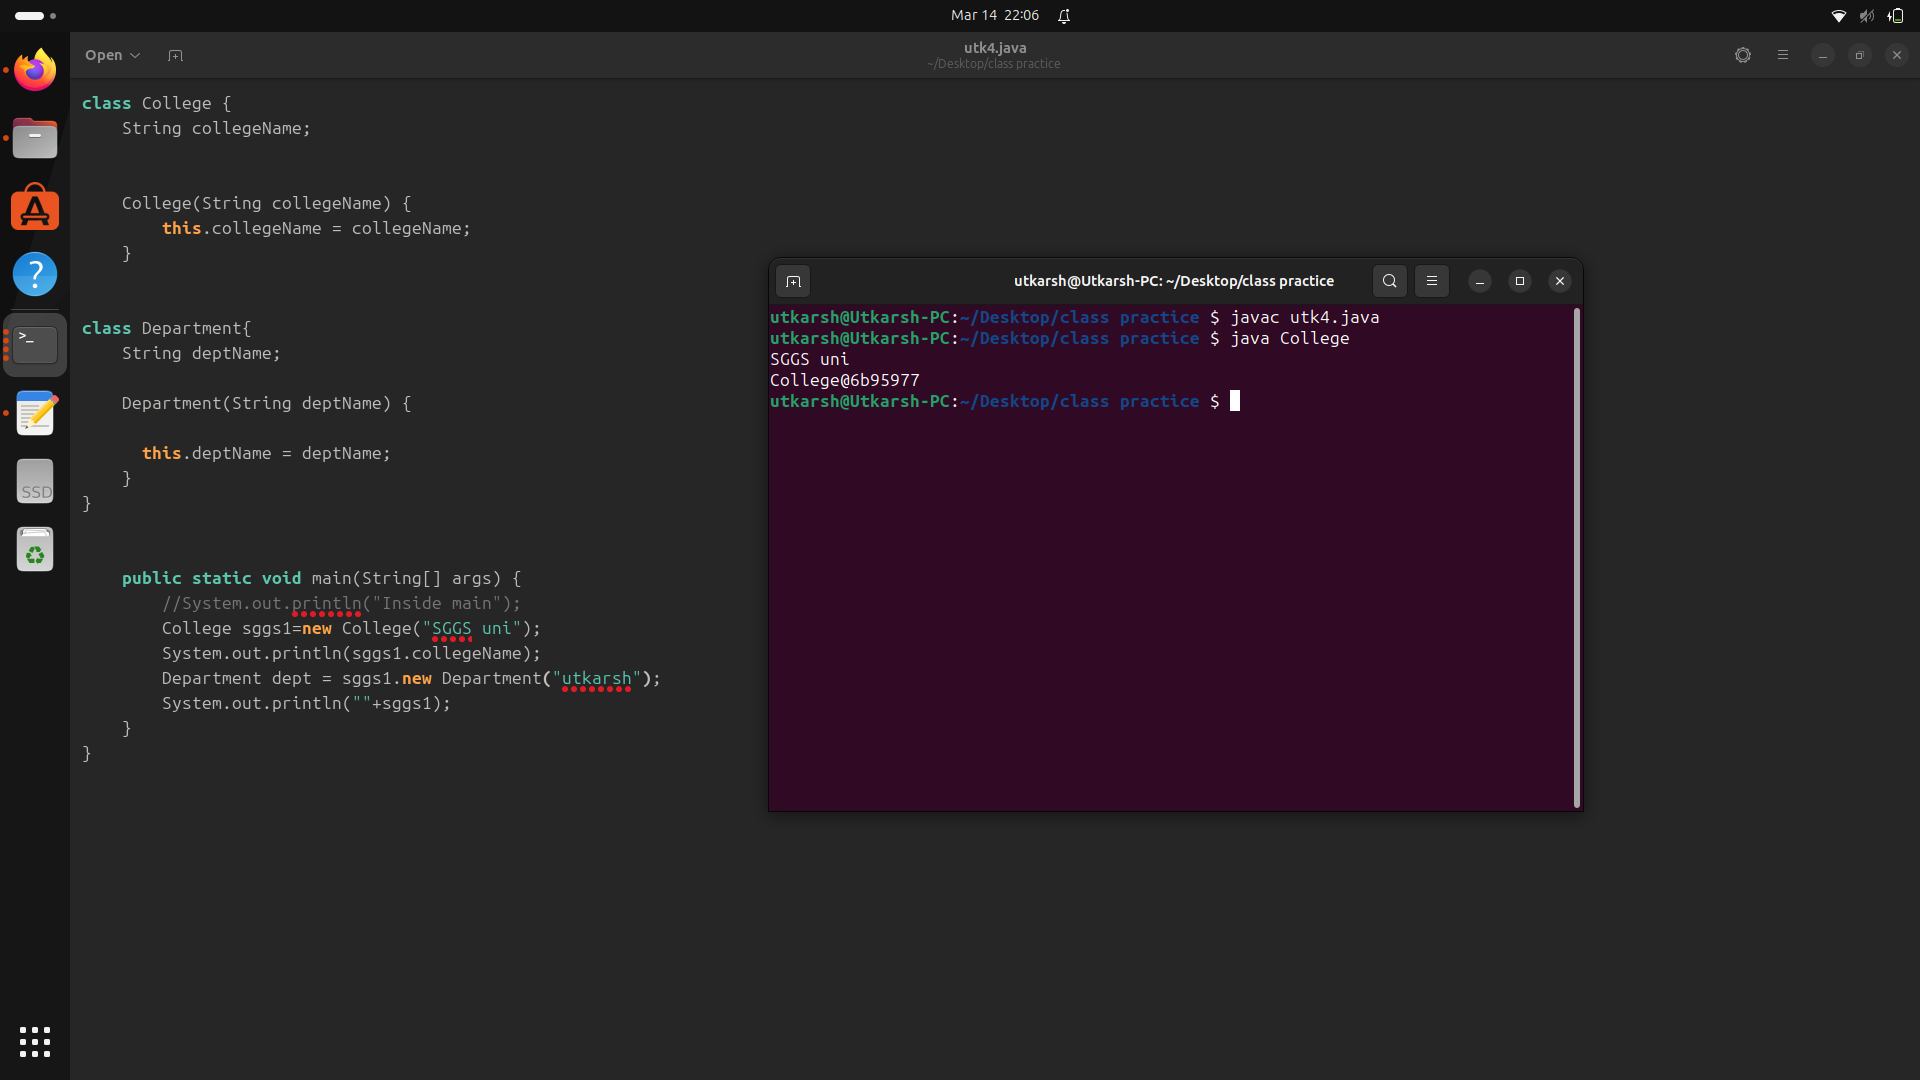 Mar 14 22:06
Open
utk4.java
~/Desktop/class practice
class College {
    String collegeName;
    College(String collegeName) {
        this.collegeName = collegeName;
    }
class Department{
    String deptName;
    Department(String deptName) {
      this.deptName = deptName;
    }
}
    public static void main(String[] args) {
        //System.out.println("Inside main");
        College sggs1=new College("SGGS uni");
        System.out.println(sggs1.collegeName);
        Department dept = sggs1.new Department("utkarsh");
        System.out.println(""+sggs1);
    }
}
utkarsh@Utkarsh-PC: ~/Desktop/class practice
utkarsh@Utkarsh-PC:~/Desktop/class practice $ javac utk4.java
utkarsh@Utkarsh-PC:~/Desktop/class practice $ java College
SGGS uni
College@6b95977
utkarsh@Utkarsh-PC:~/Desktop/class practice $
>_
SSD